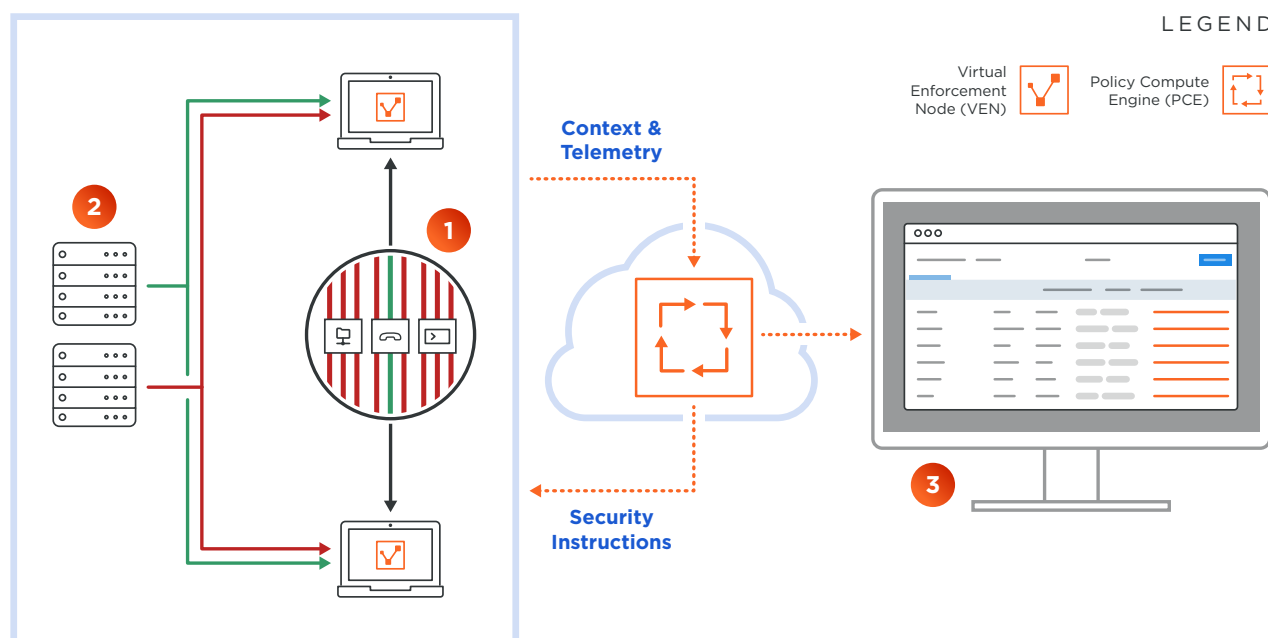 LEGEND
Virtual
Enforcement
Node (VEN)
Policy Compute
Engine (PCE)
Context &
Telemetry
2
1
3
Security
Instructions